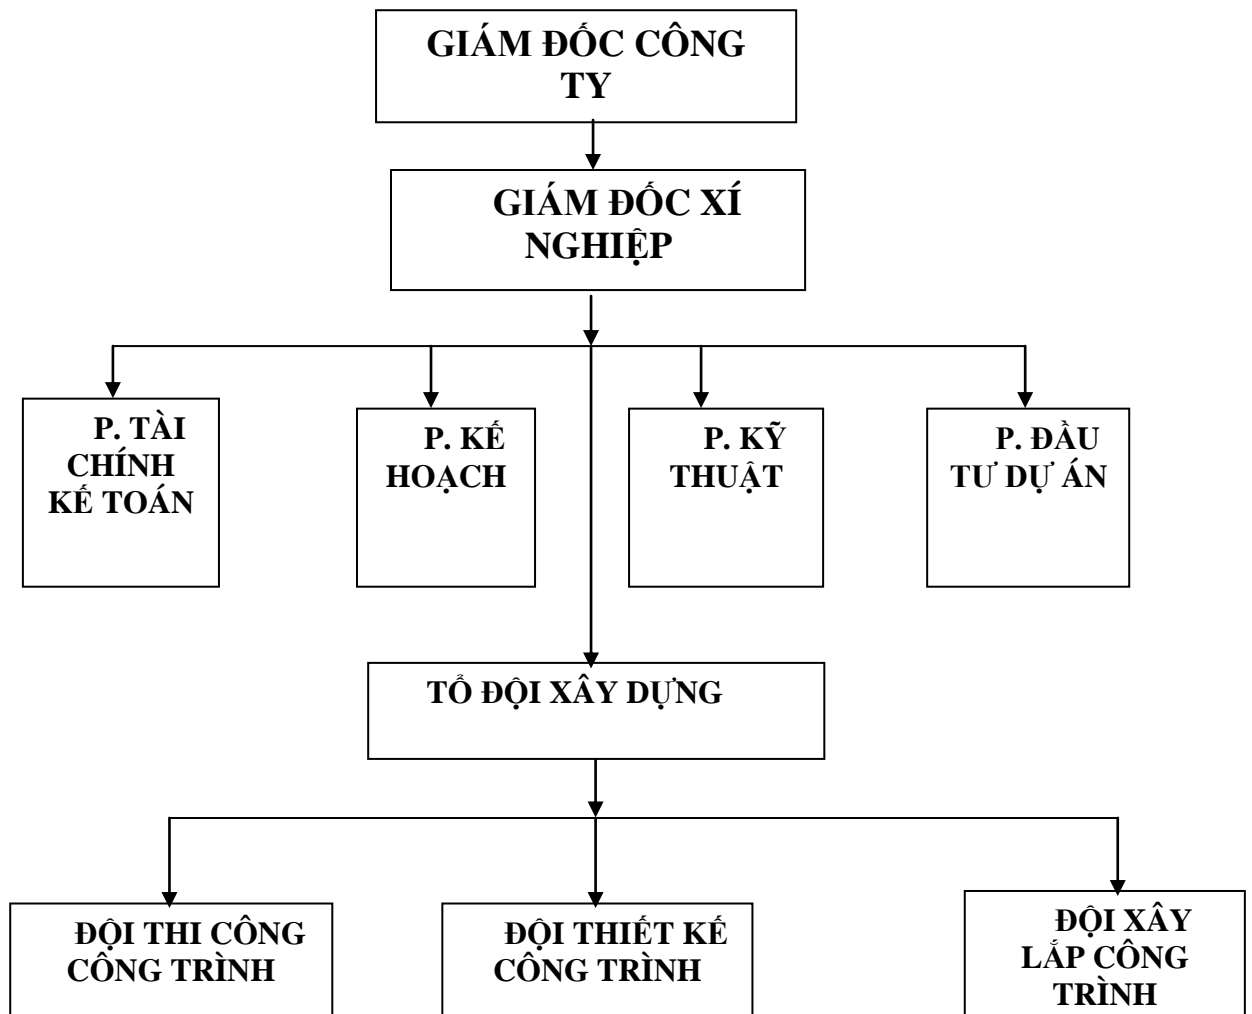 GIÁM ĐỐC CÔNG
TY
GIÁM ĐỐC XÍ
NGHIỆP
P. TÀI
CHÍNH
KẾ TOÁN
P. KẾ
HOẠCH
P. KỸ
THUẬT
P. ĐẦU
TƯ DỰ ÁN
TỔ ĐỘI XÂY DỰNG
ĐỘI THI CÔNG
CÔNG TRÌNH
ĐỘI THIẾT KẾ
CÔNG TRÌNH
ĐỘI XÂY
LẮP CÔNG
TRÌNH